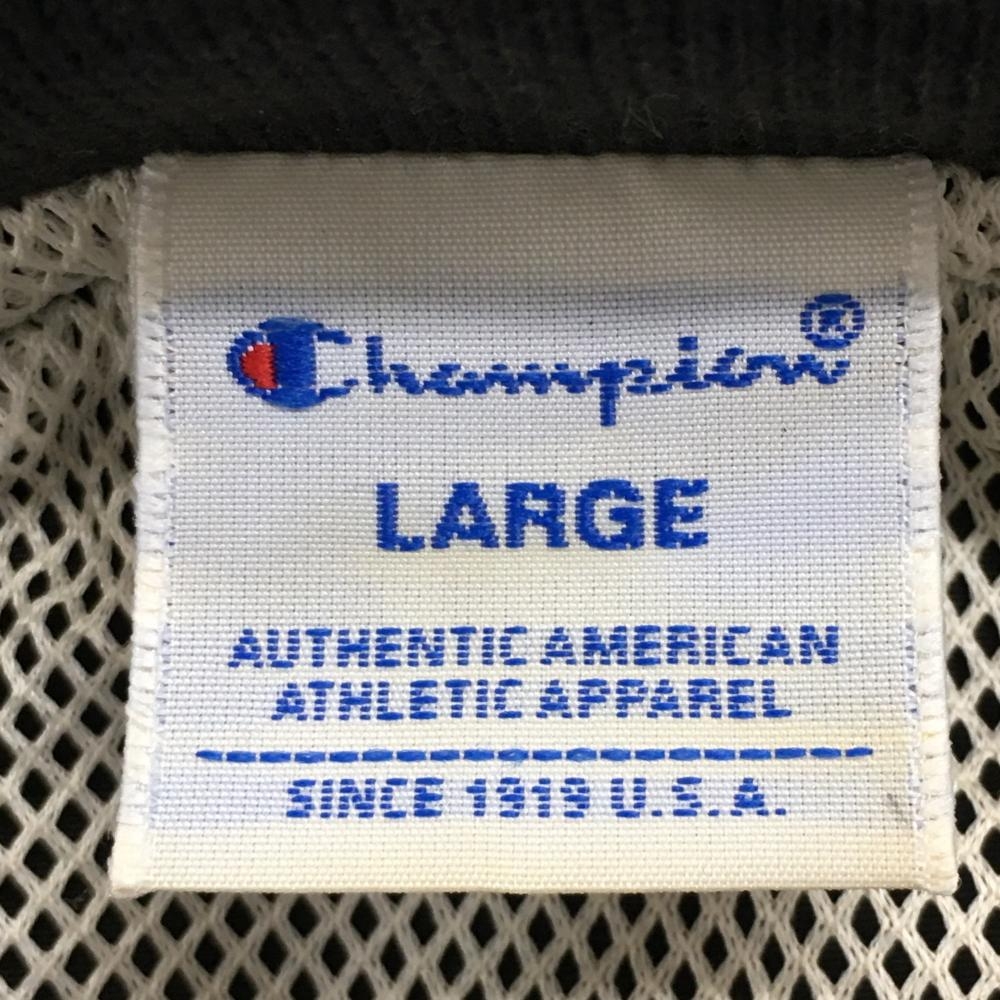 Champion®
LARGE
AUTHENTIC AMERICAN
ATHLETIC APPAREL
SINCE 1919 U.S.A.